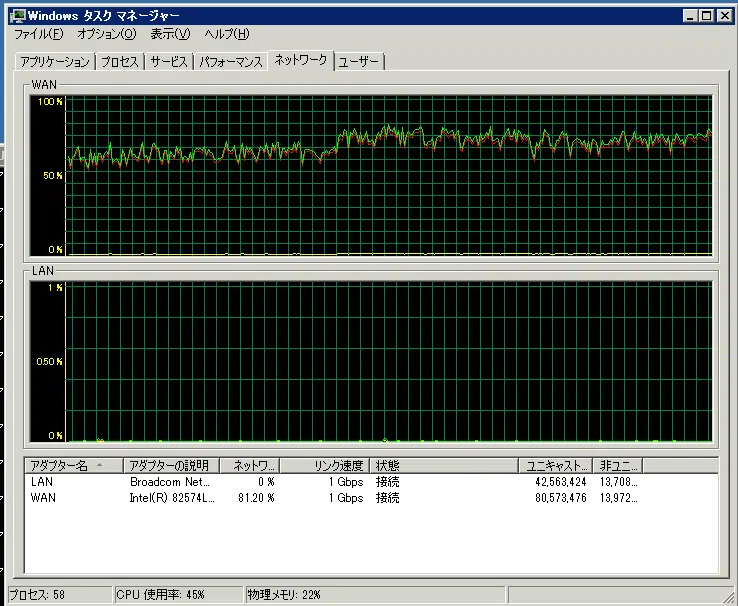 Windows タスク マネージャー
ファイル(F) オプション(O) 表示(V) ヘルプ(H)
アプリケーション プロセス サービス パフォーマンス ネットワーク ユーザー
WAN
100 %
50 %
0 %
LAN
1 %
0.50 %
0 %
アダプター名 アダプターの説明 ネットワ... リンク速度 状態 ユニキャスト... 非ユニ...
LAN Broadcom Net... 0 % 1 Gbps 接続 42,563,424 13,708...
WAN Intel(R) 82574L... 81.20 % 1 Gbps 接続 80,573,476 13,972...
プロセス: 58 CPU 使用率: 45% 物理メモリ: 22%